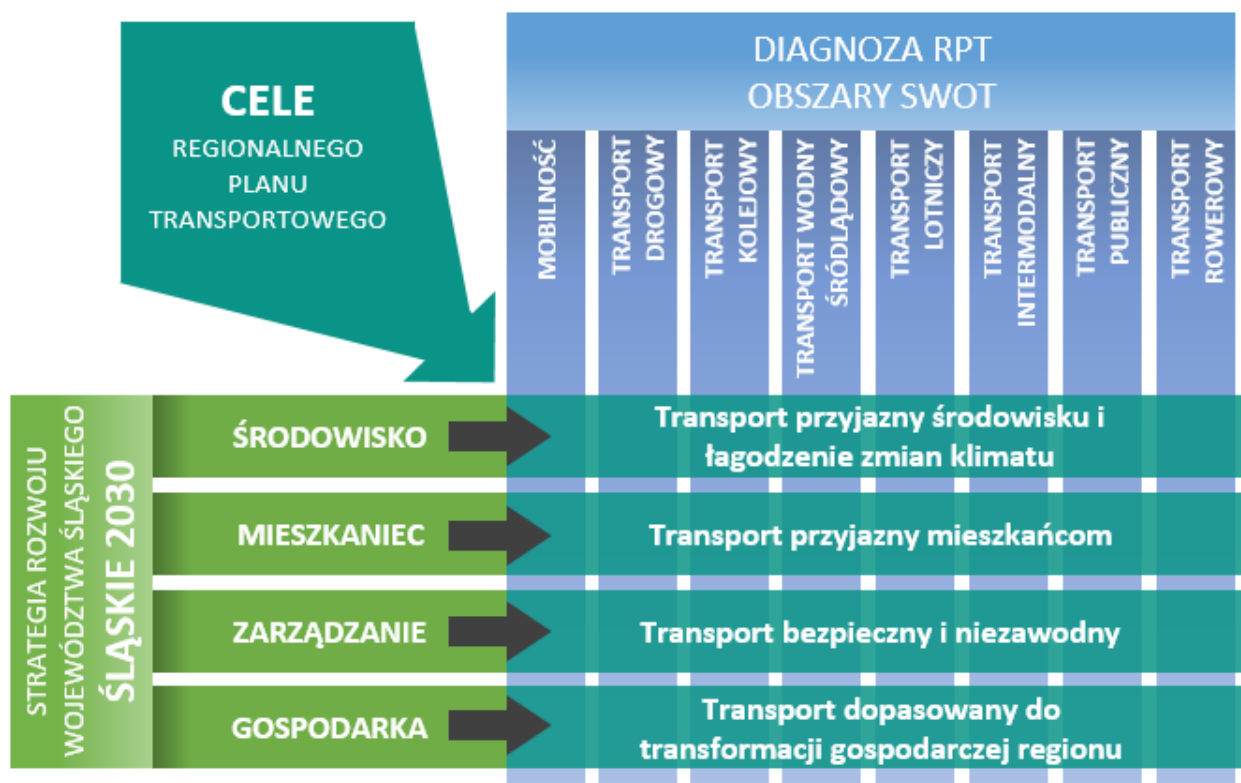 CELE
REGIONALNEGO
PLANU
TRANSPORTOWEGO
DIAGNOZA RPT
OBSZARY SWOT
MOBILNOŚĆ
TRANSPORT
DROGOWY
TRANSPORT
KOLEJOWY
TRANSPORT WODNY
ŚRÓDLĄDOWY
TRANSPORT
LOTNICZY
TRANSPORT
INTERMODALNY
TRANSPORT
PUBLICZNY
TRANSPORT
ROWEROWY
STRATEGIA ROZWOJU
WOJEWÓDZTWA ŚLĄSKIEGO
ŚLĄSKIE 2030
ŚRODOWISKO
Transport przyjazny środowisku i
łagodzenie zmian klimatu
MIESZKANIEC
Transport przyjazny mieszkańcom
ZARZĄDZANIE
Transport bezpieczny i niezawodny
GOSPODARKA
Transport dopasowany do
transformacji gospodarczej regionu